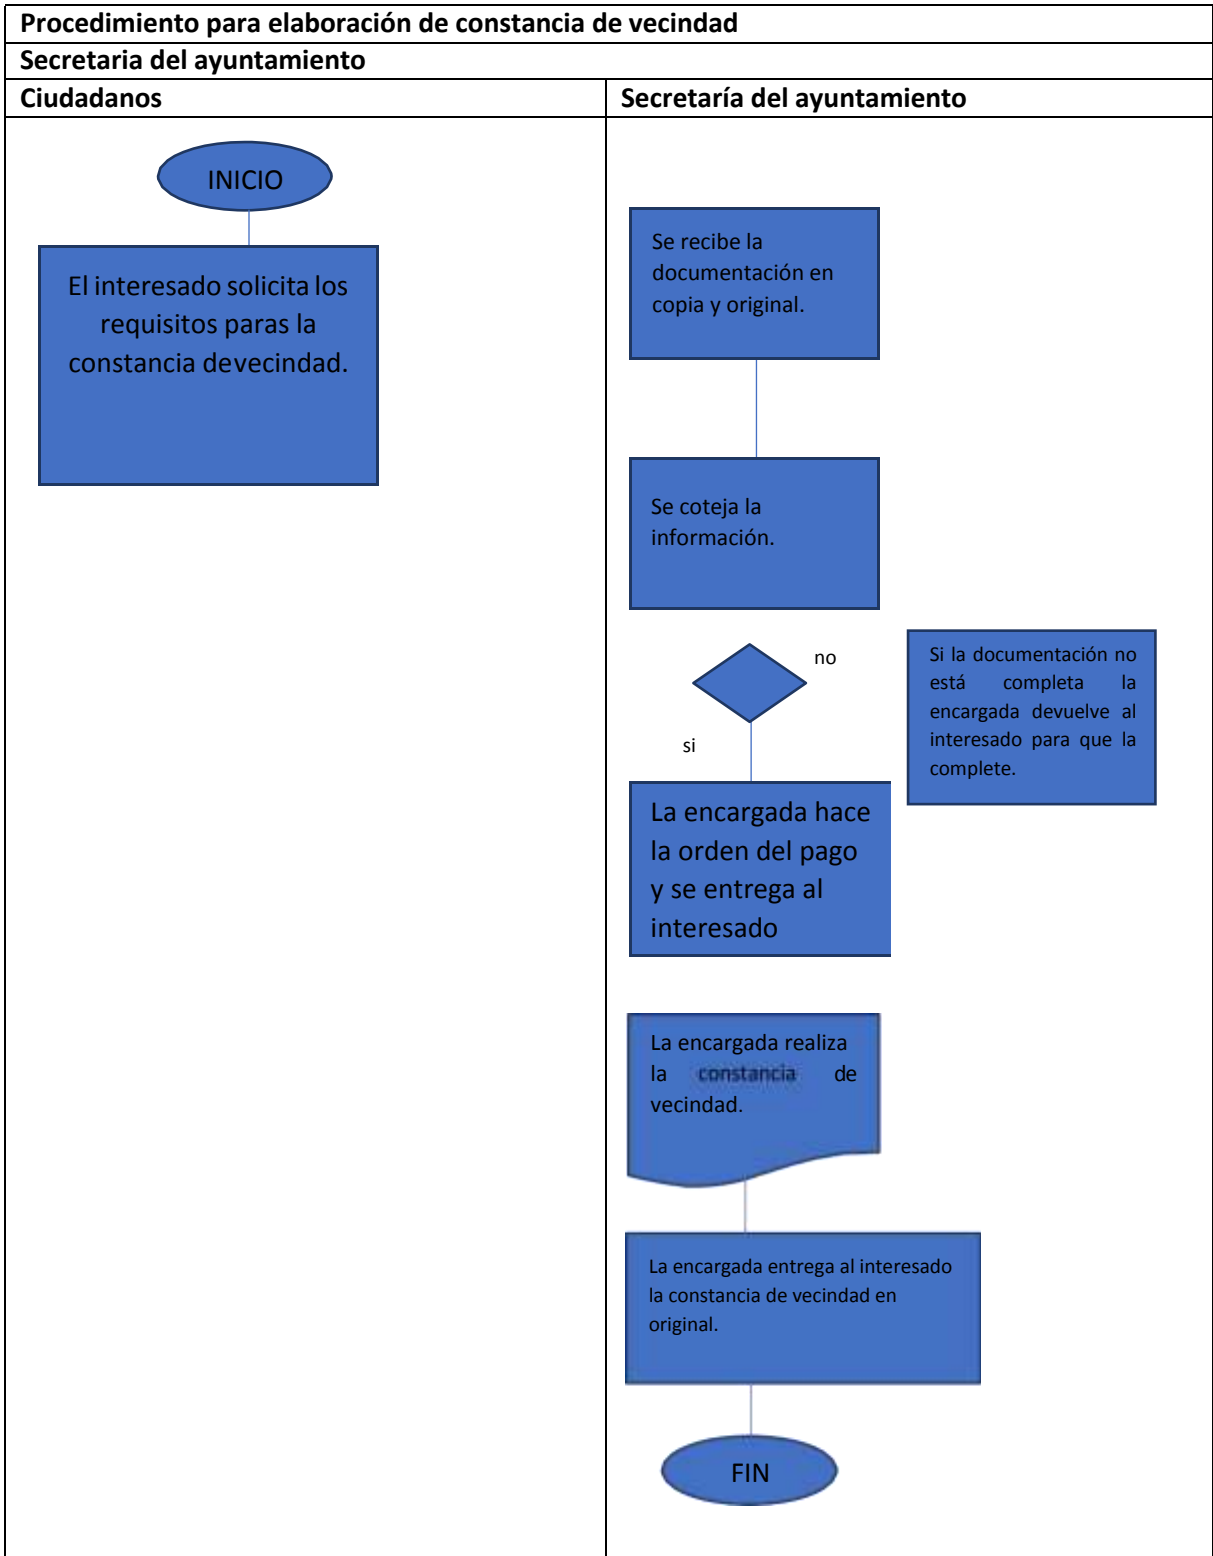 Procedimiento para elaboración de constancia de vecindad
Secretaria del ayuntamiento
Ciudadanos
Secretaría del ayuntamiento
INICIO
El interesado solicita los
requisitos paras la
constancia devecindad.
Se recibe la
documentación en
copia y original.
Se coteja la
información.
no
si
Si la documentación no
está completa la
encargada devuelve al
interesado para que la
complete.
La encargada hace
la orden del pago
y se entrega al
interesado
La encargada realiza
la constancia de
vecindad.
La encargada entrega al interesado
la constancia de vecindad en
original.
FIN